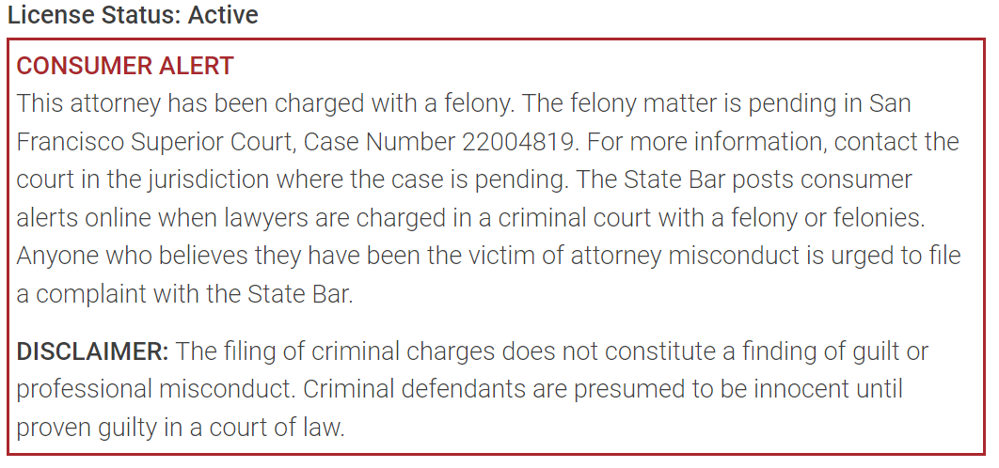 License Status: Active
CONSUMER ALERT
This attorney has been charged with a felony. The felony matter is pending in San
Francisco Superior Court, Case Number 22004819. For more information, contact the
court in the jurisdiction where the case is pending. The State Bar posts consumer
alerts online when lawyers are charged in a criminal court with a felony or felonies.
Anyone who believes they have been the victim of attorney misconduct is urged to file
a complaint with the State Bar.
DISCLAIMER: The filing of criminal charges does not constitute a finding of guilt or
professional misconduct. Criminal defendants are presumed to be innocent until
proven guilty in a court of law.